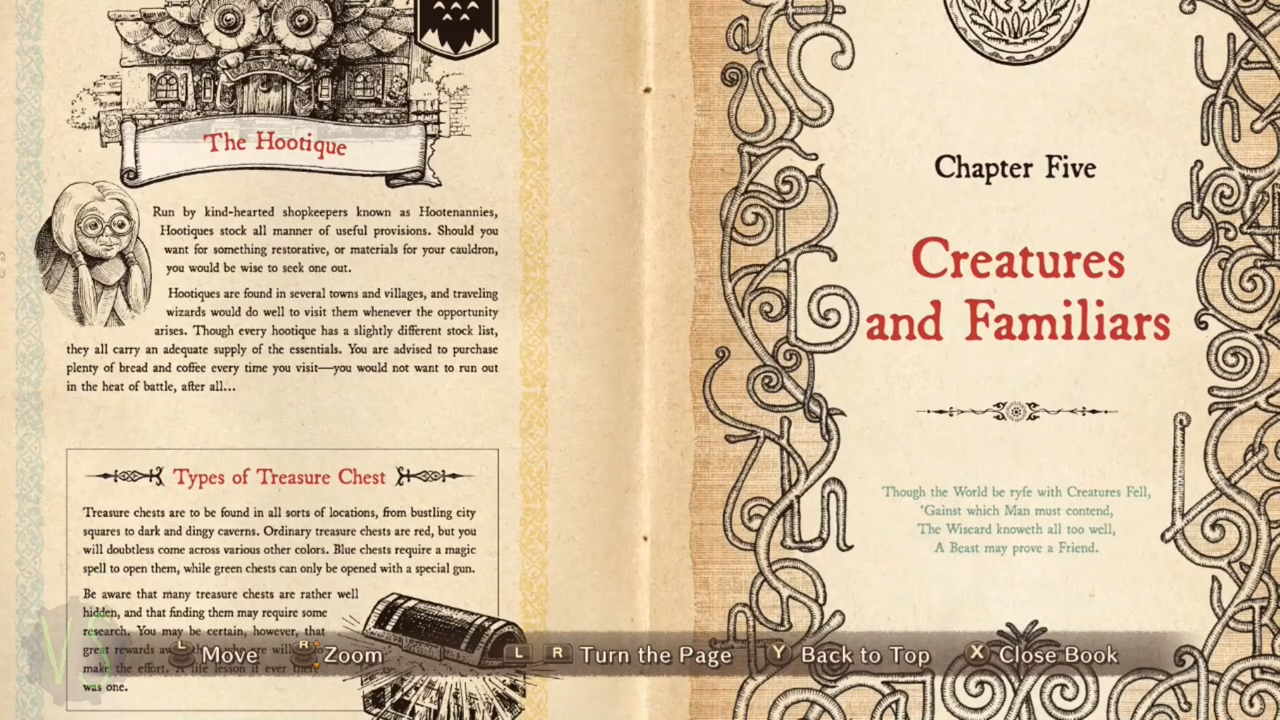 The Hootique
Run by kind-hearted shopkeepers known as Hootenannies,
Hootiques stock all manner of useful provisions. Should you
want for something restorative, or materials for your cauldron,
you would be wise to seek one out.
Hootiques are found in several towns and villages, and traveling
wizards would do well to visit them whenever the opportunity
arises. Though every hootique has a slightly different stock list,
they all carry an adequate supply of the essentials. You are advised to purchase
plenty of bread and coffee every time you visit—you would not want to run out
in the heat of battle, after all...
Types of Treasure Chest
Treasure chests are to be found in all sorts of locations, from bustling city
squares to dark and dingy caverns. Ordinary treasure chests are red, but you
will doubtless come across various other colors. Blue chests require a magic
spell to open them, while green chests can only be opened with a special gun.
Be aware that many treasure chests are rather well
hidden, and that finding them may require some
research. You may be certain, however, that
great rewards
make the effort. A life lesson if ever there
was one.
Chapter Five
Creatures
and Familiars
Though the World be ryfe with Creatures Fell,
'Gainst which Man must contend,
The Wiseard knoweth all too well,
A Beast may prove a Friend.
L Move R Zoom L R Turn the Page Y Back to Top X Close Book